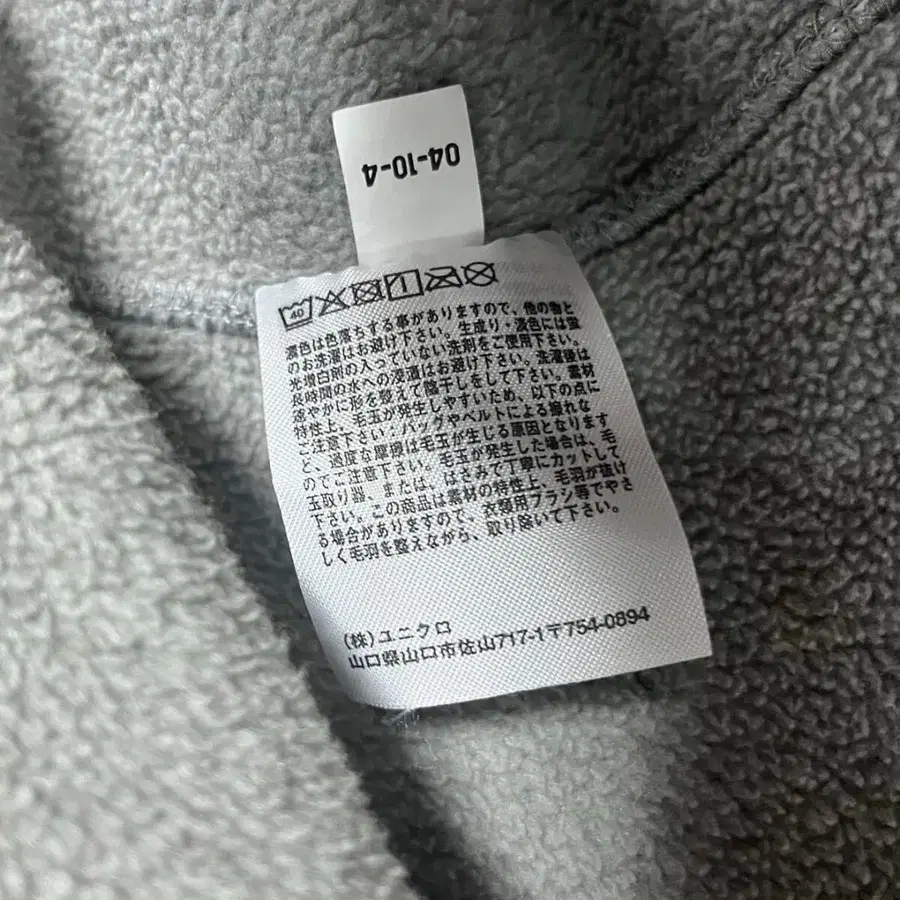 04-10-4
40
濃色は色落ちする事がありますので、他の物と
のお洗濯はお避け下さい。生成り・淡色には蛍
光増白剤の入っていない洗剤をご使用下さい。
長時間の水への浸漬はお避け下さい。洗濯後は
速やかに形を整えて陰干しをして下さい。素材
特性上、毛玉が発生しやすいため、以下の点に
ご注意下さい・バッグやベルトによる擦れな
ど、過度な摩擦は毛玉が生じる原因となります
のでご注意下さい。毛玉が発生した場合は、毛
玉取り器、または、はさみで丁寧にカットして
下さい。この商品は素材の特性上、毛羽が抜け
る場合がありますので、衣類用ブラシ等でやさ
しく毛羽を整えながら、取り除いて下さい。
(株)ユニクロ
山口県山口市佐山717-1〒754-0894